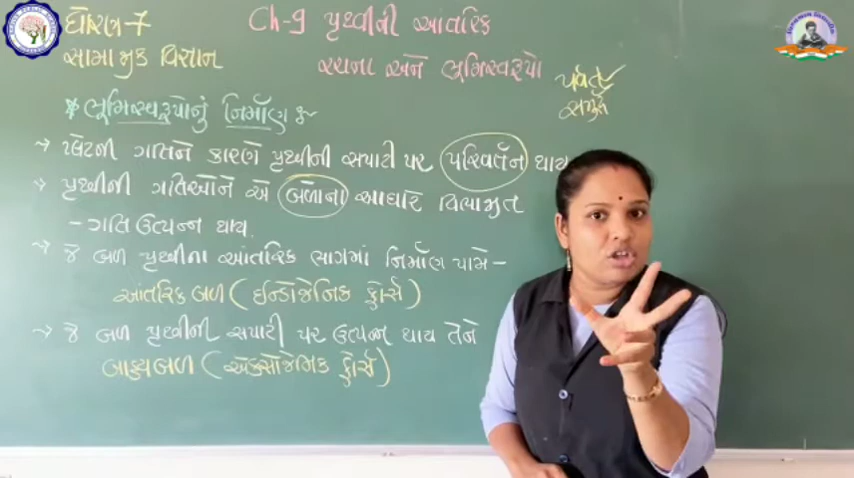 ધોરણ-7
સામાજીક વિજ્ઞાન
Ch-9 પૃથ્વીની આંતરિક
રચના અને ભૂમિસ્વરૂપો
પર્વત
સમુદ્ર
* ભૂમિસ્વરૂપોનું નિર્માણ :-
→ પ્લેટની ગતિને કારણે પૃથ્વીની સપાટી પર પરિવર્તન થાય
→ પૃથ્વીની ગતિઓને એ બળોના આધારે વિભાજીત
- ગતિ ઉત્પન્ન થાય.
→ જે બળ પૃથ્વીના આંતરિક ભાગમાં નિર્માણ પામે -
આંતરિક બળ ( ઇન્ડોજેનિક ફોર્સ )
→ જે બળ પૃથ્વીની સપાટી પર ઉત્પન્ન થાય તેને
બાહ્યબળ ( એક્સોજેનિક ફોર્સ )